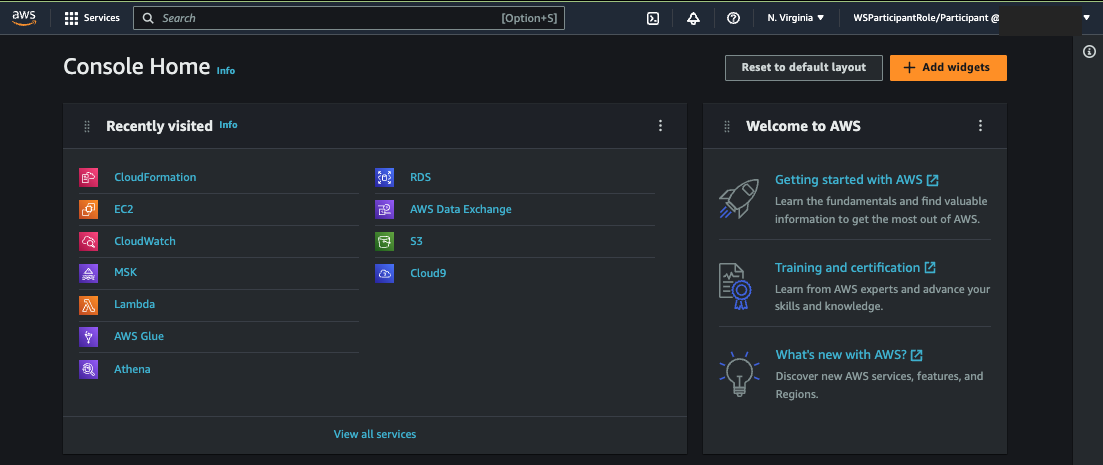 aws
Services
Search
[Option+S]
N. Virginia
WSParticipantRole/Participant @
Console Home
Info
Reset to default layout
Add widgets
Recently visited
Info
CloudFormation
EC2
CloudWatch
MSK
Lambda
AWS Glue
Athena
RDS
AWS Data Exchange
S3
Cloud9
View all services
Welcome to AWS
Getting started with AWS
Learn the fundamentals and find valuable
information to get the most out of AWS.
Training and certification
Learn from AWS experts and advance your
skills and knowledge.
What's new with AWS?
Discover new AWS services, features, and
Regions.